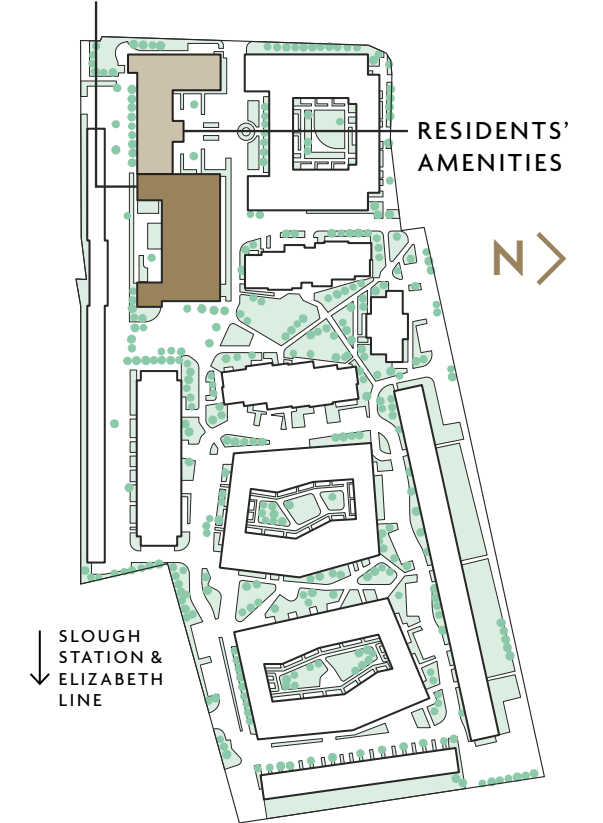 RESIDENTS’
AMENITIES
N
SLOUGH
STATION &
ELIZABETH
LINE